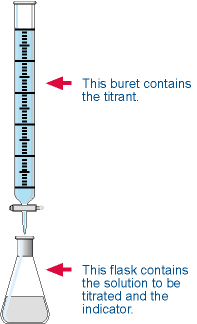 This buret contains
the titrant.
This flask contains
the solution to be
titrated and the
indicator.